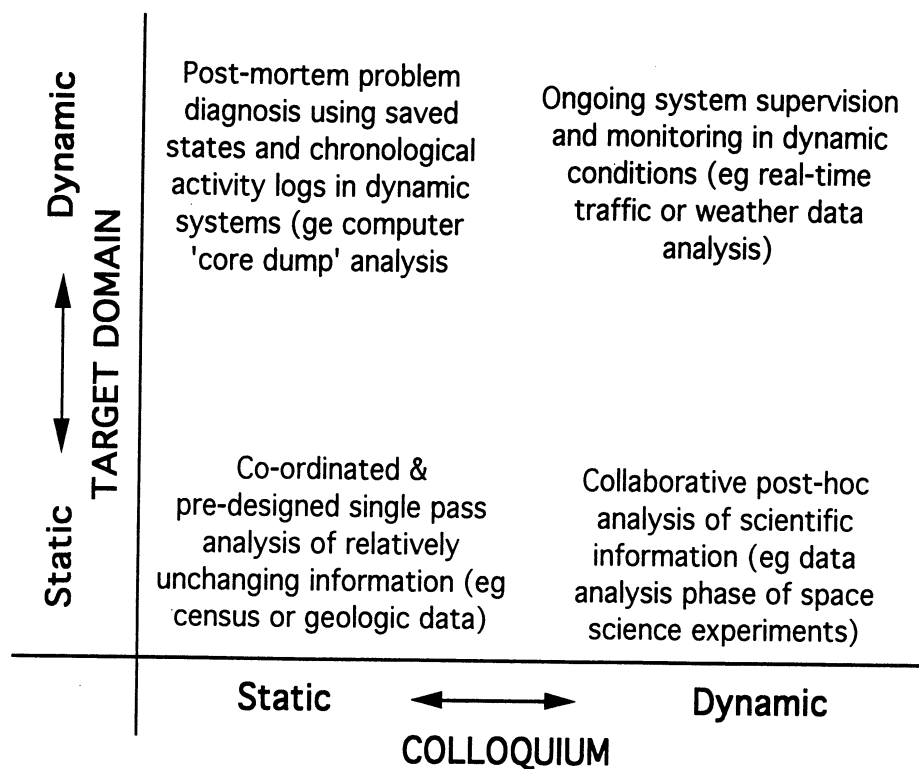 Dynamic
TARGET DOMAIN
Static
Post-mortem problem
diagnosis using saved
states and chronological
activity logs in dynamic
systems (ge computer
'core dump' analysis
Ongoing system supervision
and monitoring in dynamic
conditions (eg real-time
traffic or weather data
analysis)
Co-ordinated &
pre-designed single pass
analysis of relatively
unchanging information (eg
census or geologic data)
Collaborative post-hoc
analysis of scientific
information (eg data
analysis phase of space
science experiments)
Static
Dynamic
COLLOQUIUM